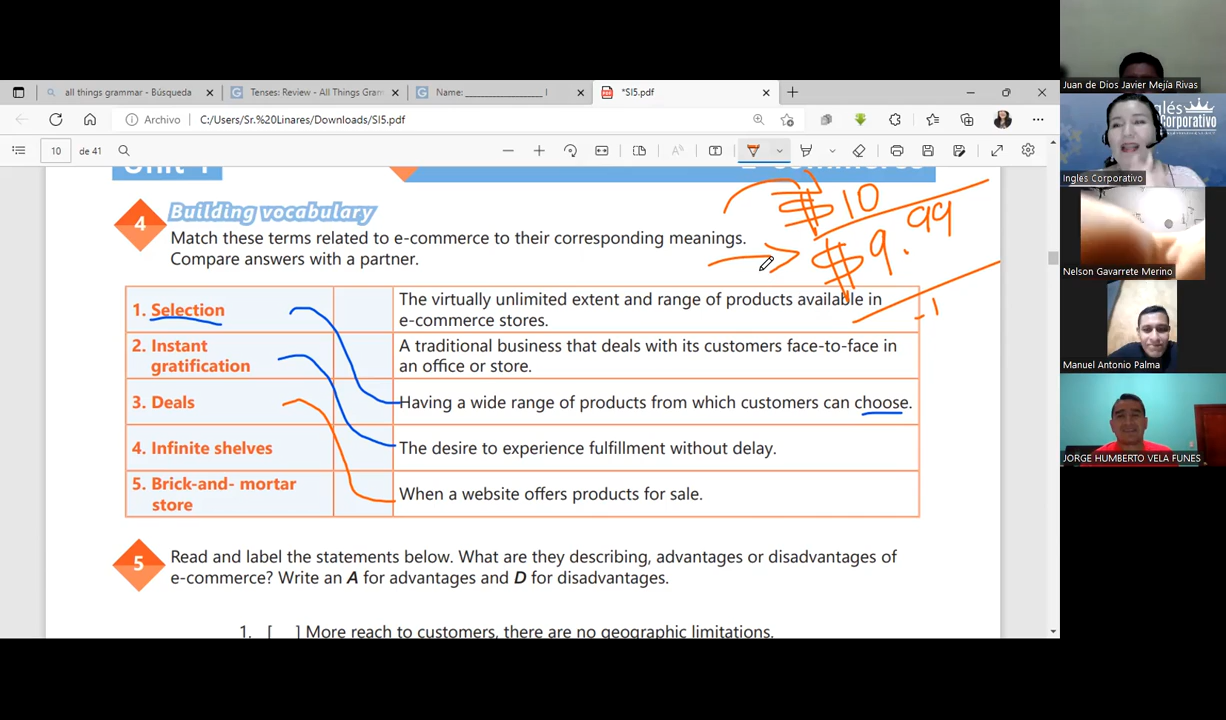 all things grammar - Búsqueda
Tenses: Review - All Things Gram
Name: ____________________ I
*SI5.pdf
Archivo
C:/Users/Sr.%20Linares/Downloads/SI5.pdf
10
de 41
4
Building vocabulary
Match these terms related to e-commerce to their corresponding meanings.
Compare answers with a partner.
$10
$9.99
-1
1. Selection
The virtually unlimited extent and range of products available in
e-commerce stores.
2. Instant
gratification
A traditional business that deals with its customers face-to-face in
an office or store.
3. Deals
Having a wide range of products from which customers can choose.
4. Infinite shelves
The desire to experience fulfillment without delay.
5. Brick-and- mortar
store
When a website offers products for sale.
5
Read and label the statements below. What are they describing, advantages or disadvantages of
e-commerce? Write an A for advantages and D for disadvantages.
1. [ ] More reach to customers, there are no geographic limitations.
Juan de Dios Javier Mejía Rivas
Inglés Corporativo
Nelson Gavarrete Merino
Manuel Antonio Palma
JORGE HUMBERTO VELA FUNES